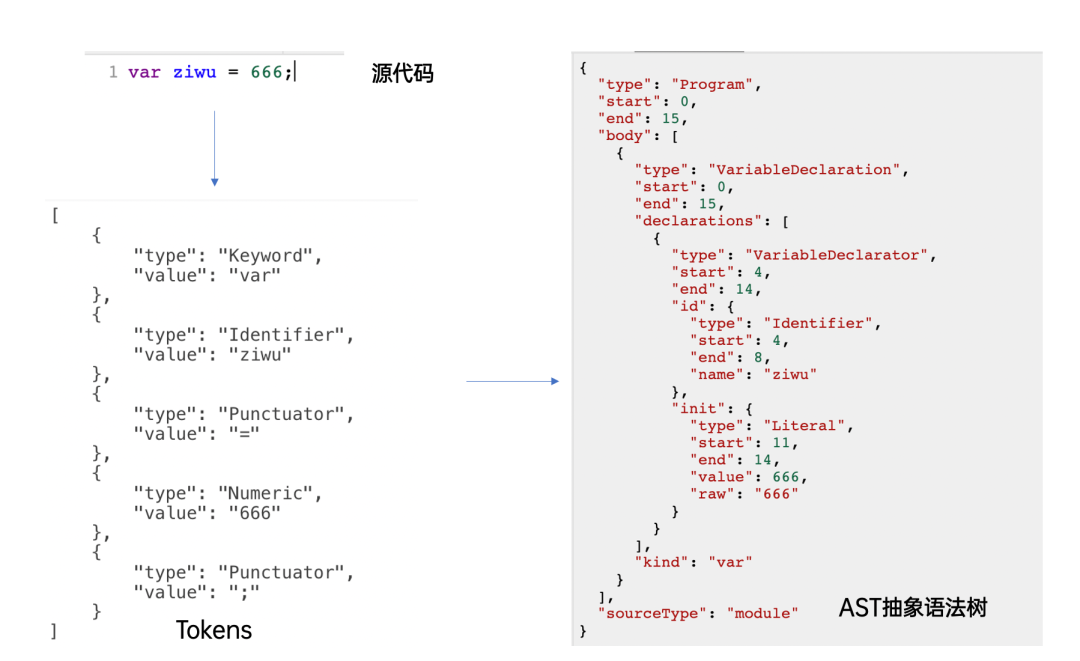 1 var ziwu = 666;
源代码
[
    {
        "type": "Keyword",
        "value": "var"
    },
    {
        "type": "Identifier",
        "value": "ziwu"
    },
    {
        "type": "Punctuator",
        "value": "="
    },
    {
        "type": "Numeric",
        "value": "666"
    },
    {
        "type": "Punctuator",
        "value": ";"
    }
]
Tokens
{
  "type": "Program",
  "start": 0,
  "end": 15,
  "body": [
    {
      "type": "VariableDeclaration",
      "start": 0,
      "end": 15,
      "declarations": [
        {
          "type": "VariableDeclarator",
          "start": 4,
          "end": 14,
          "id": {
            "type": "Identifier",
            "start": 4,
            "end": 8,
            "name": "ziwu"
          },
          "init": {
            "type": "Literal",
            "start": 11,
            "end": 14,
            "value": 666,
            "raw": "666"
          }
        }
      ],
      "kind": "var"
    }
  ],
  "sourceType": "module"
}
AST抽象语法树